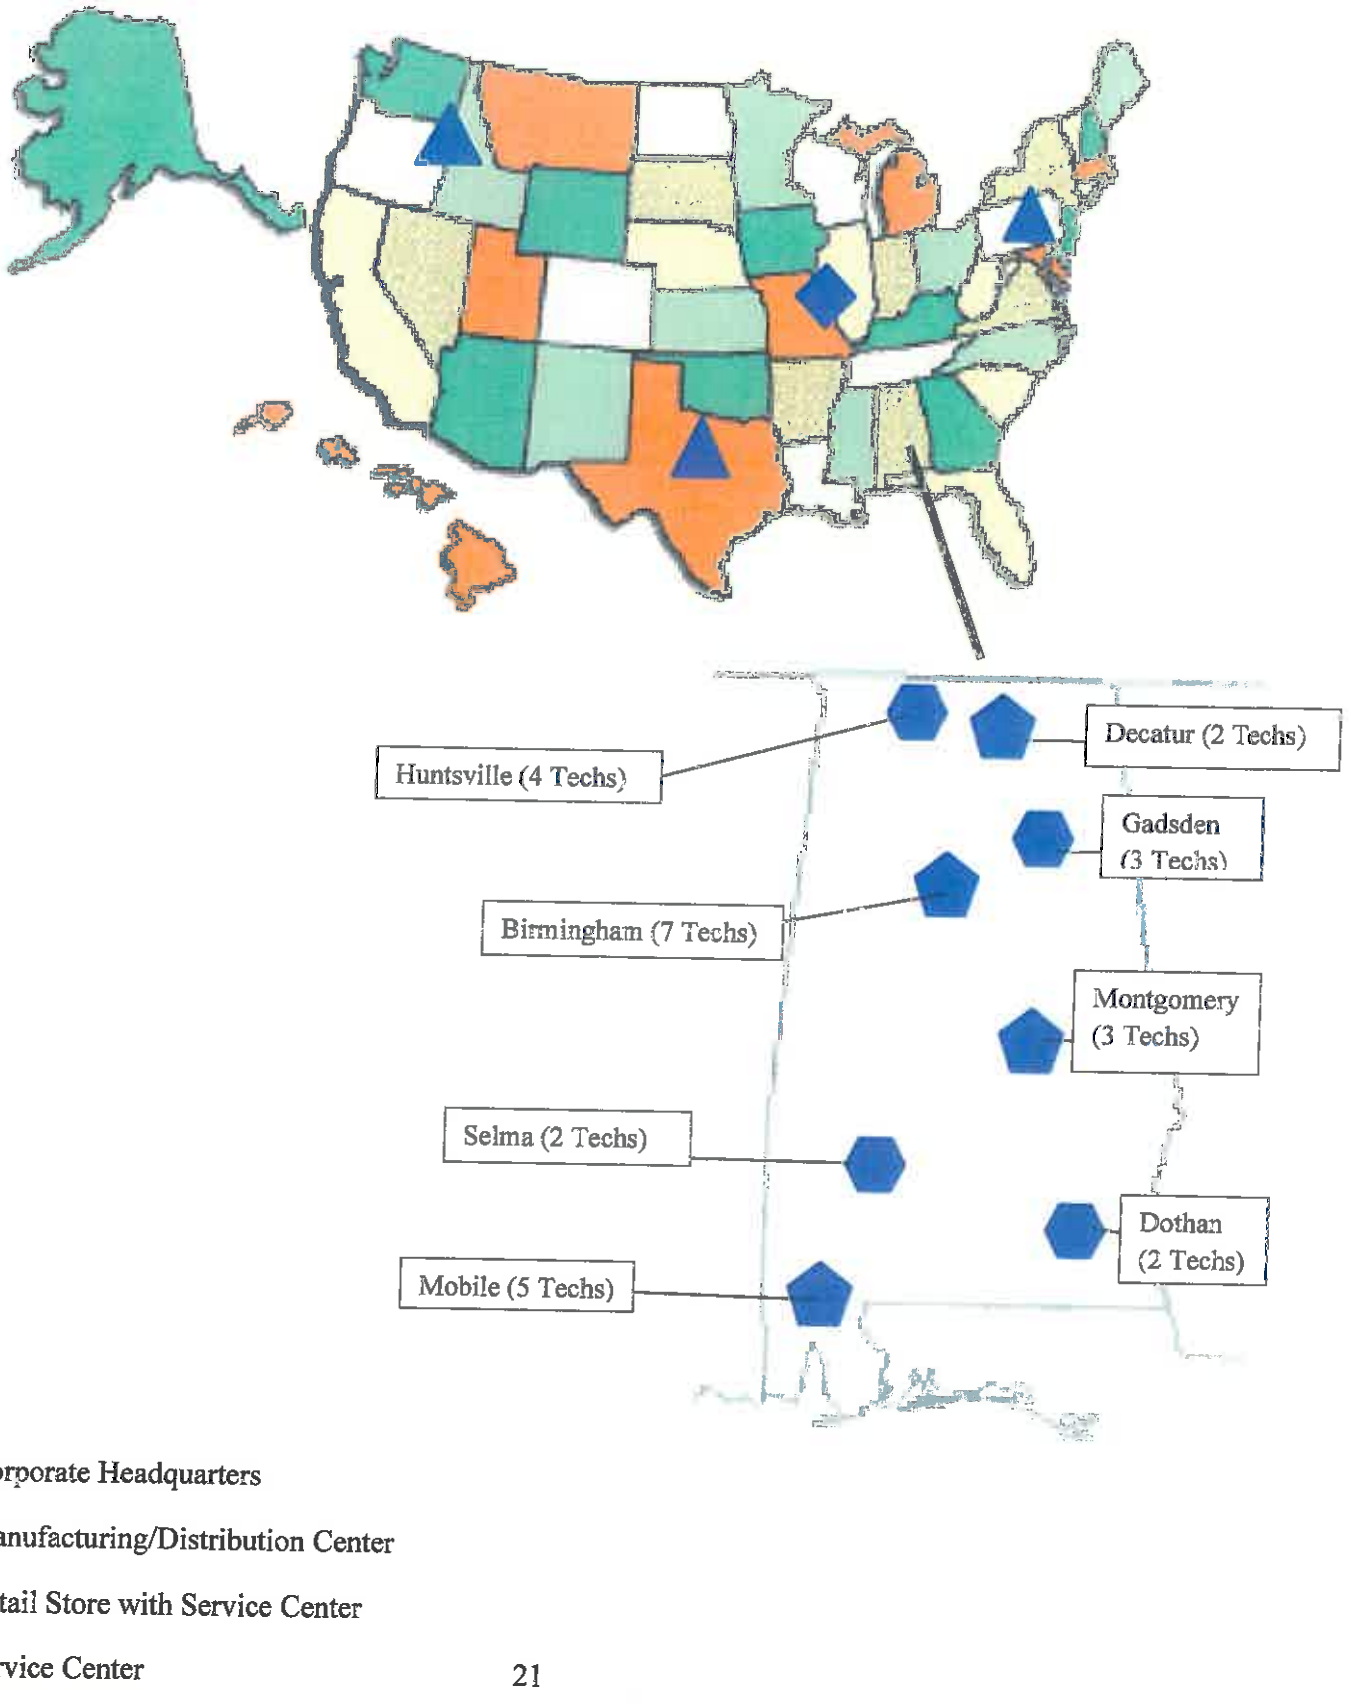 Decatur (2 Techs)
Huntsville (4 Techs)
Gadsden
(3 Techs)
Birmingham (7 Techs)
Montgomery
(3 Techs)
Selma (2 Techs)
Dothan
(2 Techs)
Mobile (5 Techs)
orporate Headquarters
anufacturing/Distribution Center
tail Store with Service Center
rvice Center
21